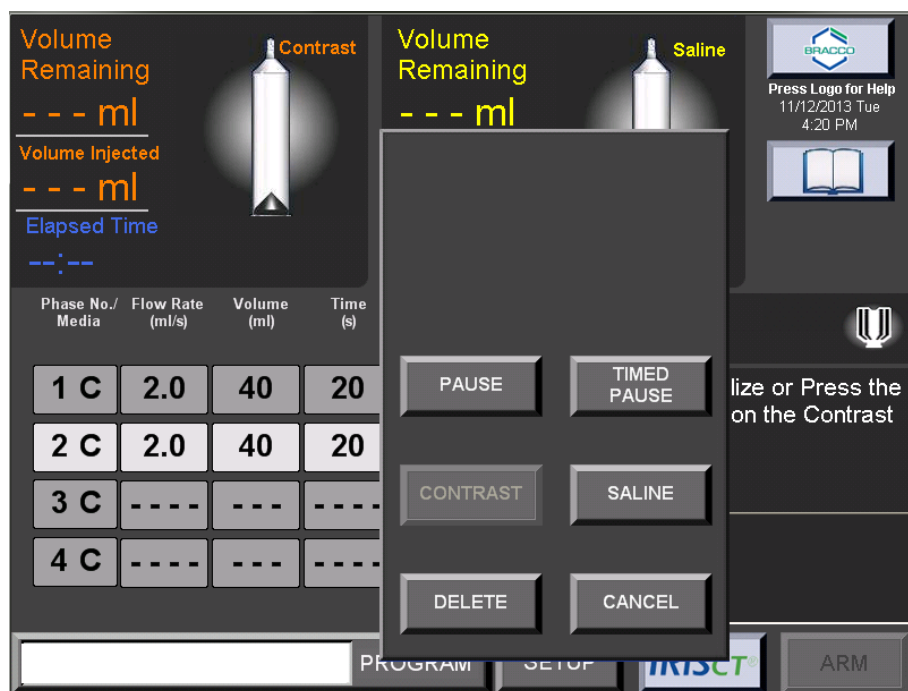 Volume
Remaining
Contrast
- - - ml
Volume Injected
- - - ml
Elapsed Time
--:--
Volume
Remaining
Saline
- - - ml
BRACCO
Press Logo for Help
11/12/2013 Tue
4:20 PM
Phase No./ Flow Rate Volume Time
Media (ml/s) (ml) (s)
1 C 2.0 40 20
2 C 2.0 40 20
3 C - - - - - - - - - - -
4 C - - - - - - - - - - -
PAUSE
TIMED
PAUSE
CONTRAST
SALINE
DELETE
CANCEL
lize or Press the
on the Contrast
PROGRAM
SETUP
IRISCT®
ARM